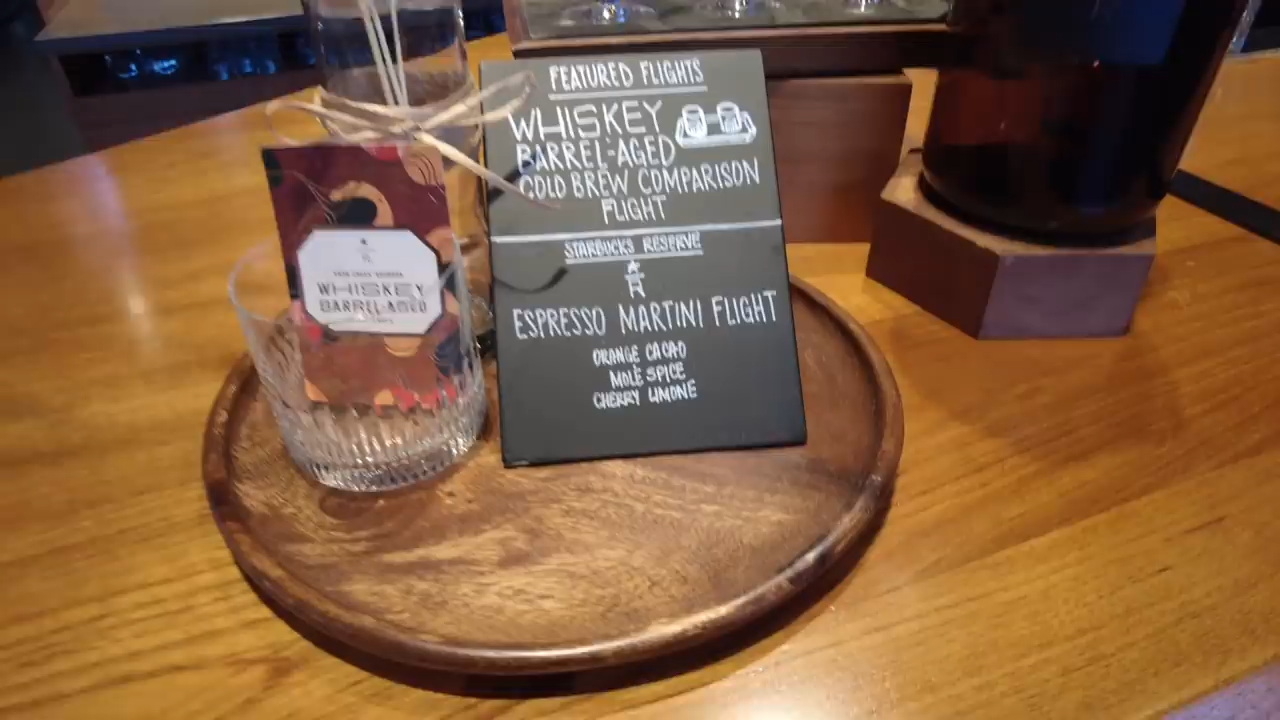 FEATURED FLIGHTS
WHISKEY
BARREL-AGED
COLD BREW COMPARISON
FLIGHT
STARBUCKS RESERVE
R
ESPRESSO MARTINI FLIGHT
ORANGE CACAO
MOLE SPICE
CHERRY LIMONE
WHISKEY
BARREL-AGED